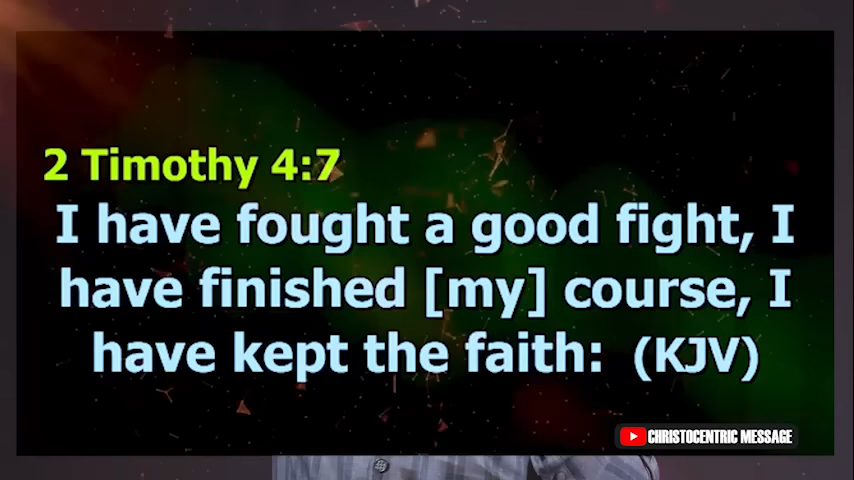 2 Timothy 4:7
I have fought a good fight, I
have finished [my] course, I
have kept the faith: (KJV)
CHRISTOCENTRIC MESSAGE